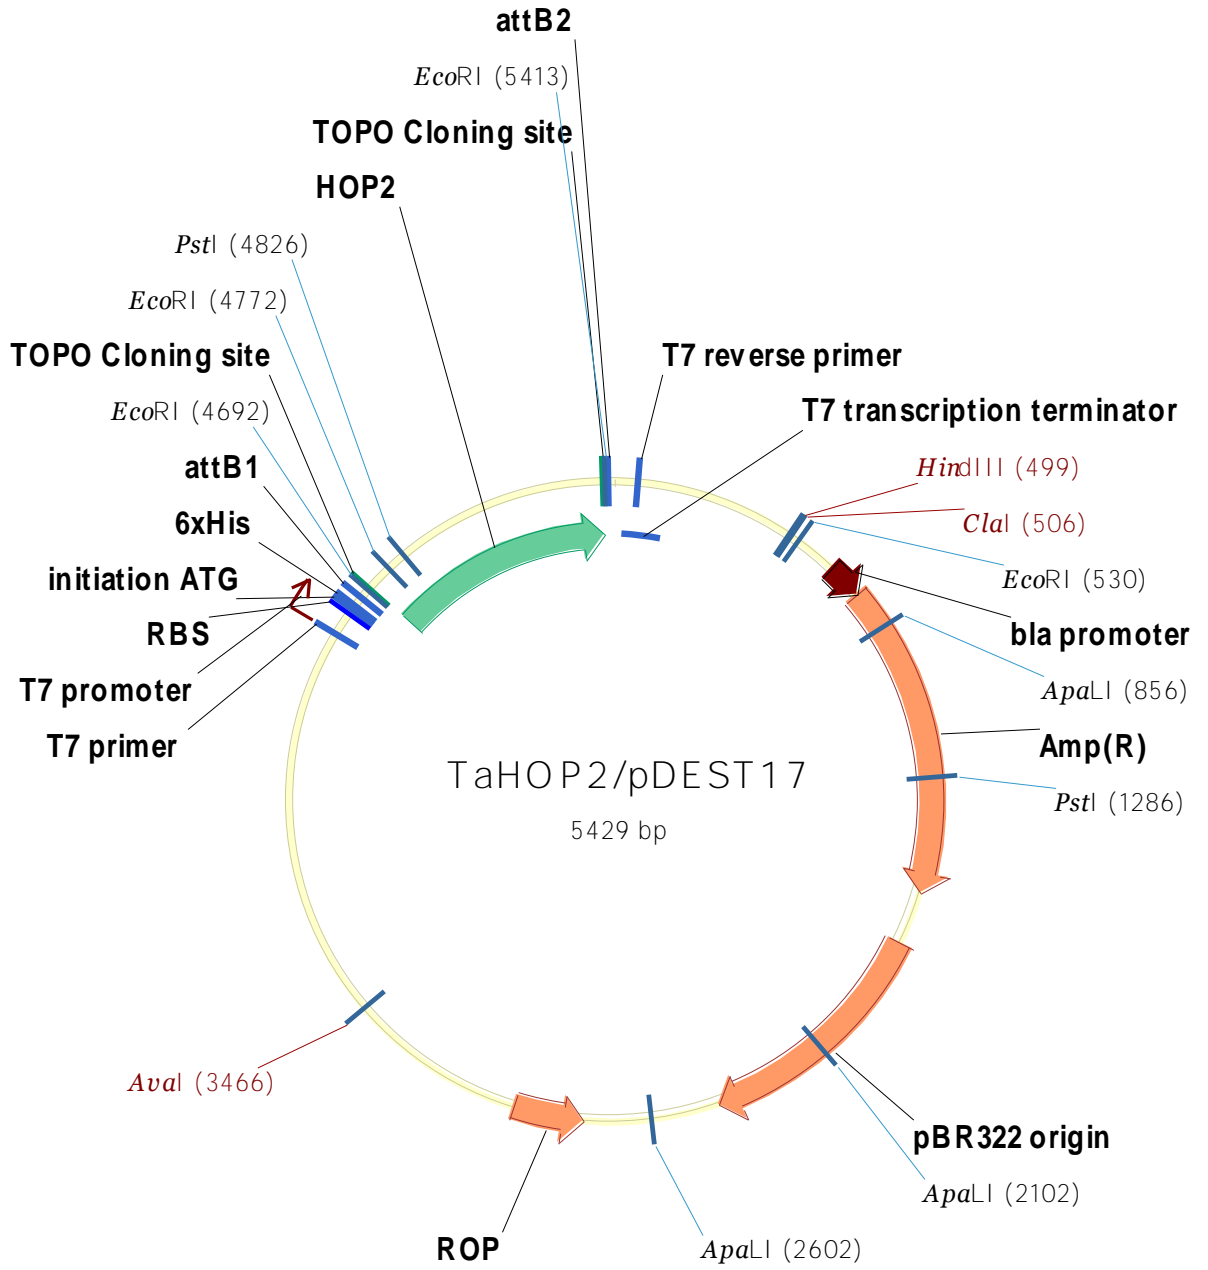 attB2
EcoRI (5413)
TOPO Cloning site
HOP2
PstI (4826)
EcoRI (4772)
TOPO Cloning site
EcoRI (4692)
attB1
6xHis
initiation ATG
RBS
T7 promoter
T7 primer
T7 reverse primer
T7 transcription terminator
HindIII (499)
ClaI (506)
EcoRI (530)
bla promoter
ApaLI (856)
Amp(R)
PstI (1286)
TaHOP2/pDEST17
5429 bp
AvaI (3466)
pBR322 origin
ApaLI (2102)
ROP
ApaLI (2602)